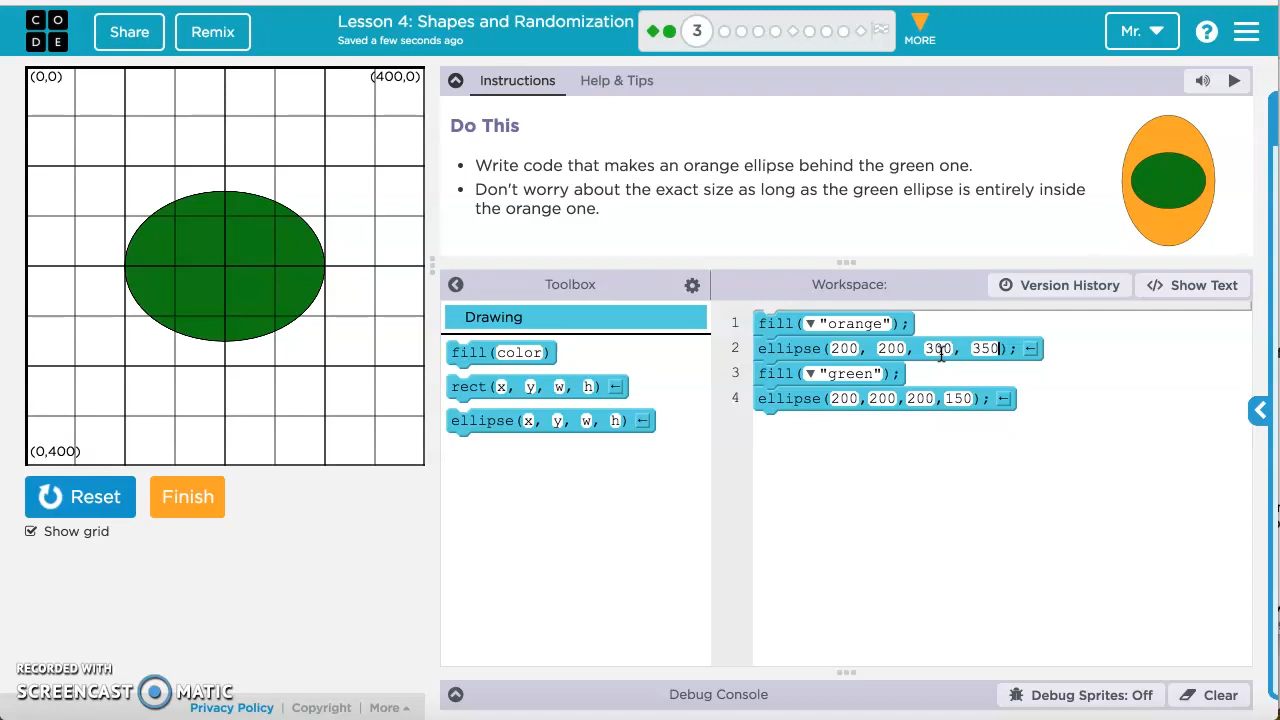 CO
DE
Share
Remix
Lesson 4: Shapes and Randomization
Saved a few seconds ago
3
MORE
Mr.
?
(0,0)
(400,0)
(0,400)
Reset
Finish
Show grid
Instructions
Help & Tips
Do This
Write code that makes an orange ellipse behind the green one.
Don't worry about the exact size as long as the green ellipse is entirely inside
the orange one.
Toolbox
Workspace:
Version History
</> Show Text
Drawing
fill(color)
rect(x, y, w, h)
ellipse(x, y, w, h)
1 fill( ▼ "orange");
2 ellipse(200, 200, 300, 350);
3 fill( ▼ "green");
4 ellipse(200,200,200,150);
Debug Console
Debug Sprites: Off
Clear
RECORDED WITH
SCREENCAST MATIC
Privacy Policy | Copyright | More